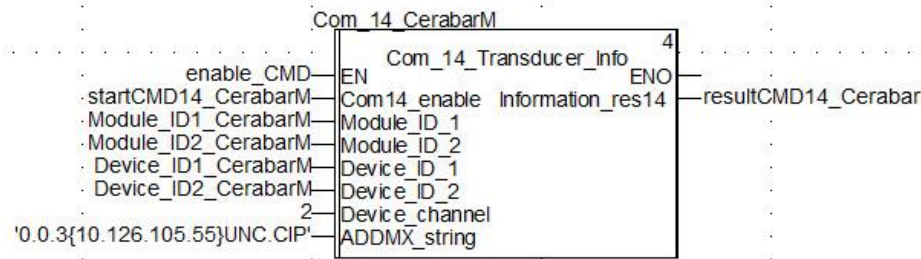 Com_14_CerabarM
4
Com_14_Transducer_Info
enable_CMD EN ENO
startCMD14_CerabarM Com14_enable Information_res14 resultCMD14_Cerabar
Module_ID1_CerabarM Module_ID_1
Module_ID2_CerabarM Module_ID_2
Device_ID1_CerabarM Device_ID_1
Device_ID2_CerabarM Device_ID_2
2 Device_channel
'0.0.3{10.126.105.55}UNC.CIP' ADDMX_string